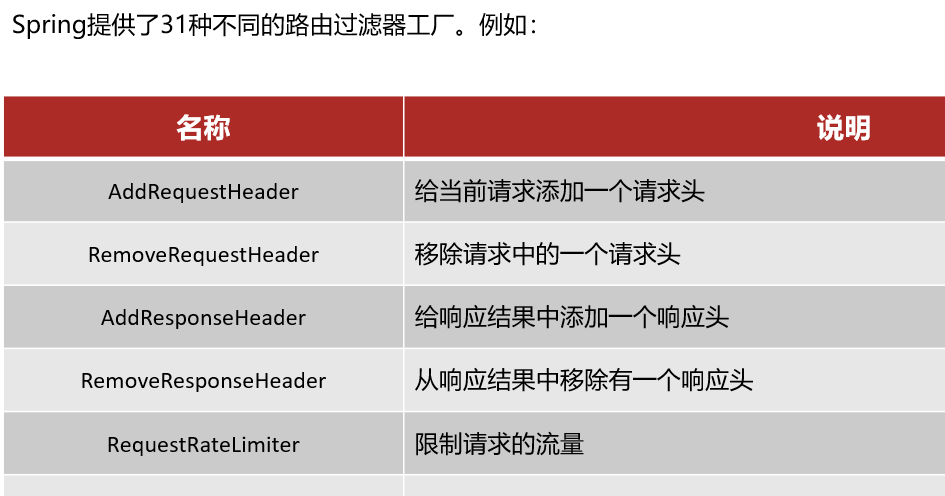 Spring提供了31种不同的路由过滤器工厂。例如：
名称 说明
AddRequestHeader 给当前请求添加一个请求头
RemoveRequestHeader 移除请求中的一个请求头
AddResponseHeader 给响应结果中添加一个响应头
RemoveResponseHeader 从响应结果中移除有一个响应头
RequestRateLimiter 限制请求的流量